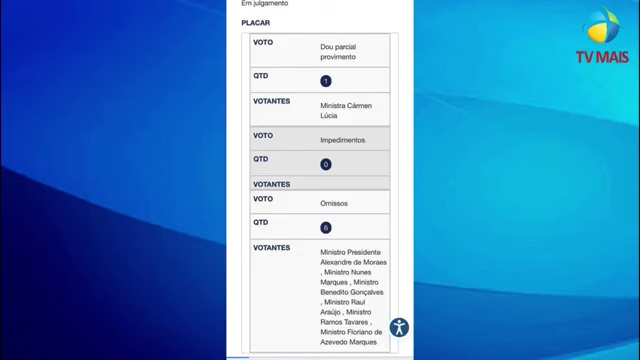 Em julgamento
PLACAR
VOTO
Dou parcial
provimento
QTD
1
VOTANTES
Ministra Cármen
Lúcia
VOTO
Impedimentos
QTD
0
VOTANTES
VOTO
Omissos
QTD
6
VOTANTES
Ministro Presidente
Alexandre de Moraes
, Ministro Nunes
Marques , Ministro
Benedito Gonçalves
, Ministro Raul
Araújo , Ministro
Ramos Tavares ,
Ministro Floriano de
Azevedo Marques
TV MAIS